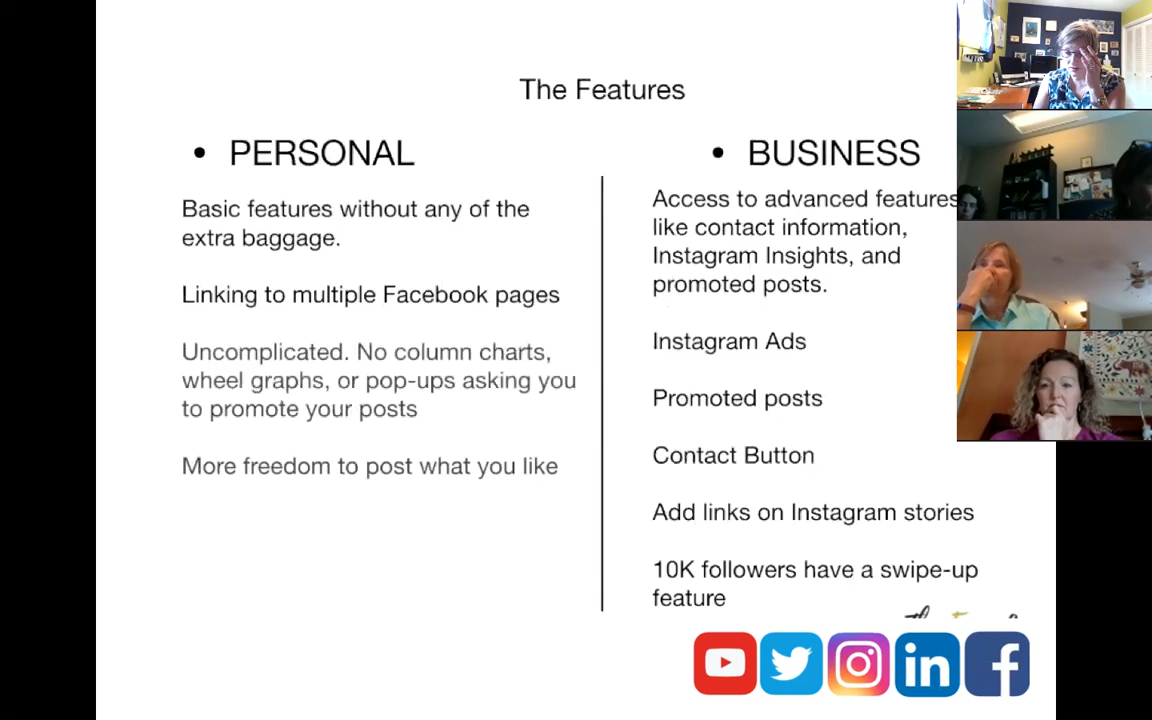 The Features
• PERSONAL
Basic features without any of the
extra baggage.
Linking to multiple Facebook pages
Uncomplicated. No column charts,
wheel graphs, or pop-ups asking you
to promote your posts
More freedom to post what you like
• BUSINESS
Access to advanced features
like contact information,
Instagram Insights, and
promoted posts.
Instagram Ads
Promoted posts
Contact Button
Add links on Instagram stories
10K followers have a swipe-up
feature
in
f